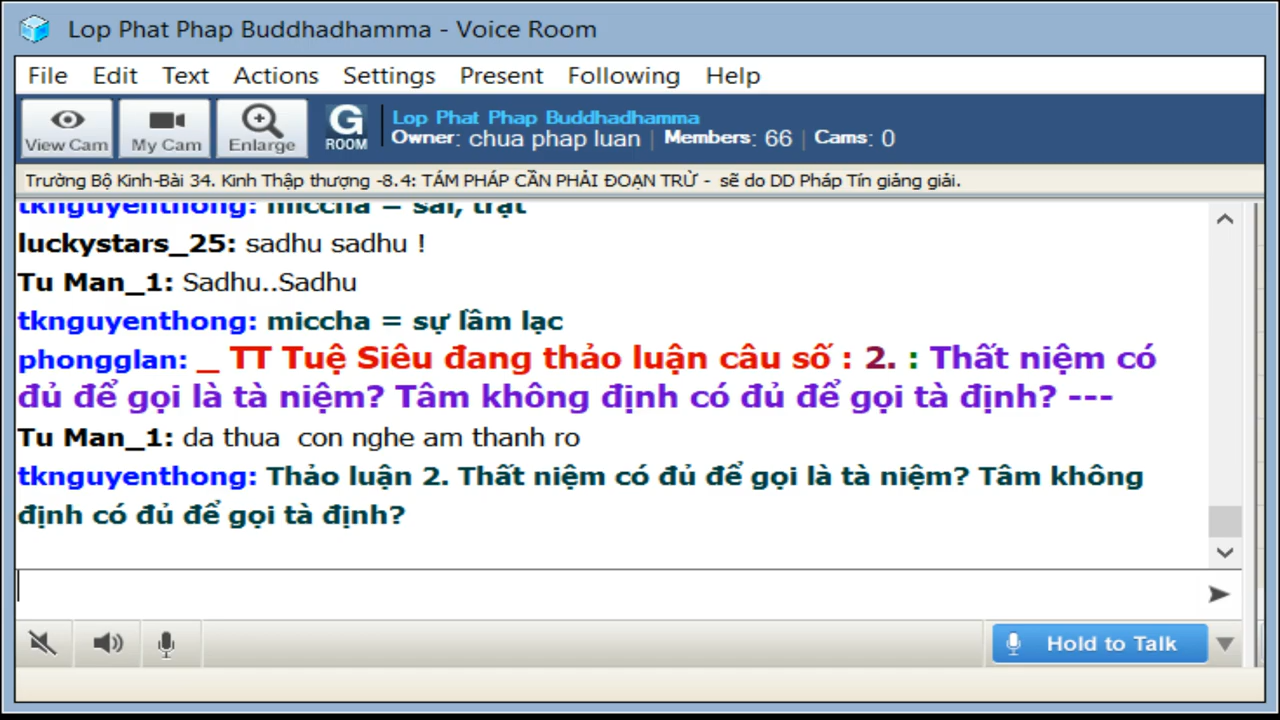 Lop Phat Phap Buddhadhamma - Voice Room
File Edit Text Actions Settings Present Following Help
View Cam My Cam Enlarge G ROOM
Lop Phat Phap Buddhadhamma
Owner: chua phap luan | Members: 66 | Cams: 0
Trường Bộ Kinh-Bài 34. Kinh Thập thượng -8.4: TÁM PHÁP CẦN PHẢI ĐOẠN TRỪ - sẽ do DD Pháp Tín giảng giải.
tknguyenthong: miccha = sai, trật
luckystars_25: sadhu sadhu !
Tu Man_1: Sadhu..Sadhu
tknguyenthong: miccha = sự lầm lạc
phongglan: _ TT Tuệ Siêu đang thảo luận câu số : 2. : Thất niệm có
đủ để gọi là tà niệm? Tâm không định có đủ để gọi tà định? ---
Tu Man_1: da thua con nghe am thanh ro
tknguyenthong: Thảo luận 2. Thất niệm có đủ để gọi là tà niệm? Tâm không
định có đủ để gọi tà định?
Hold to Talk